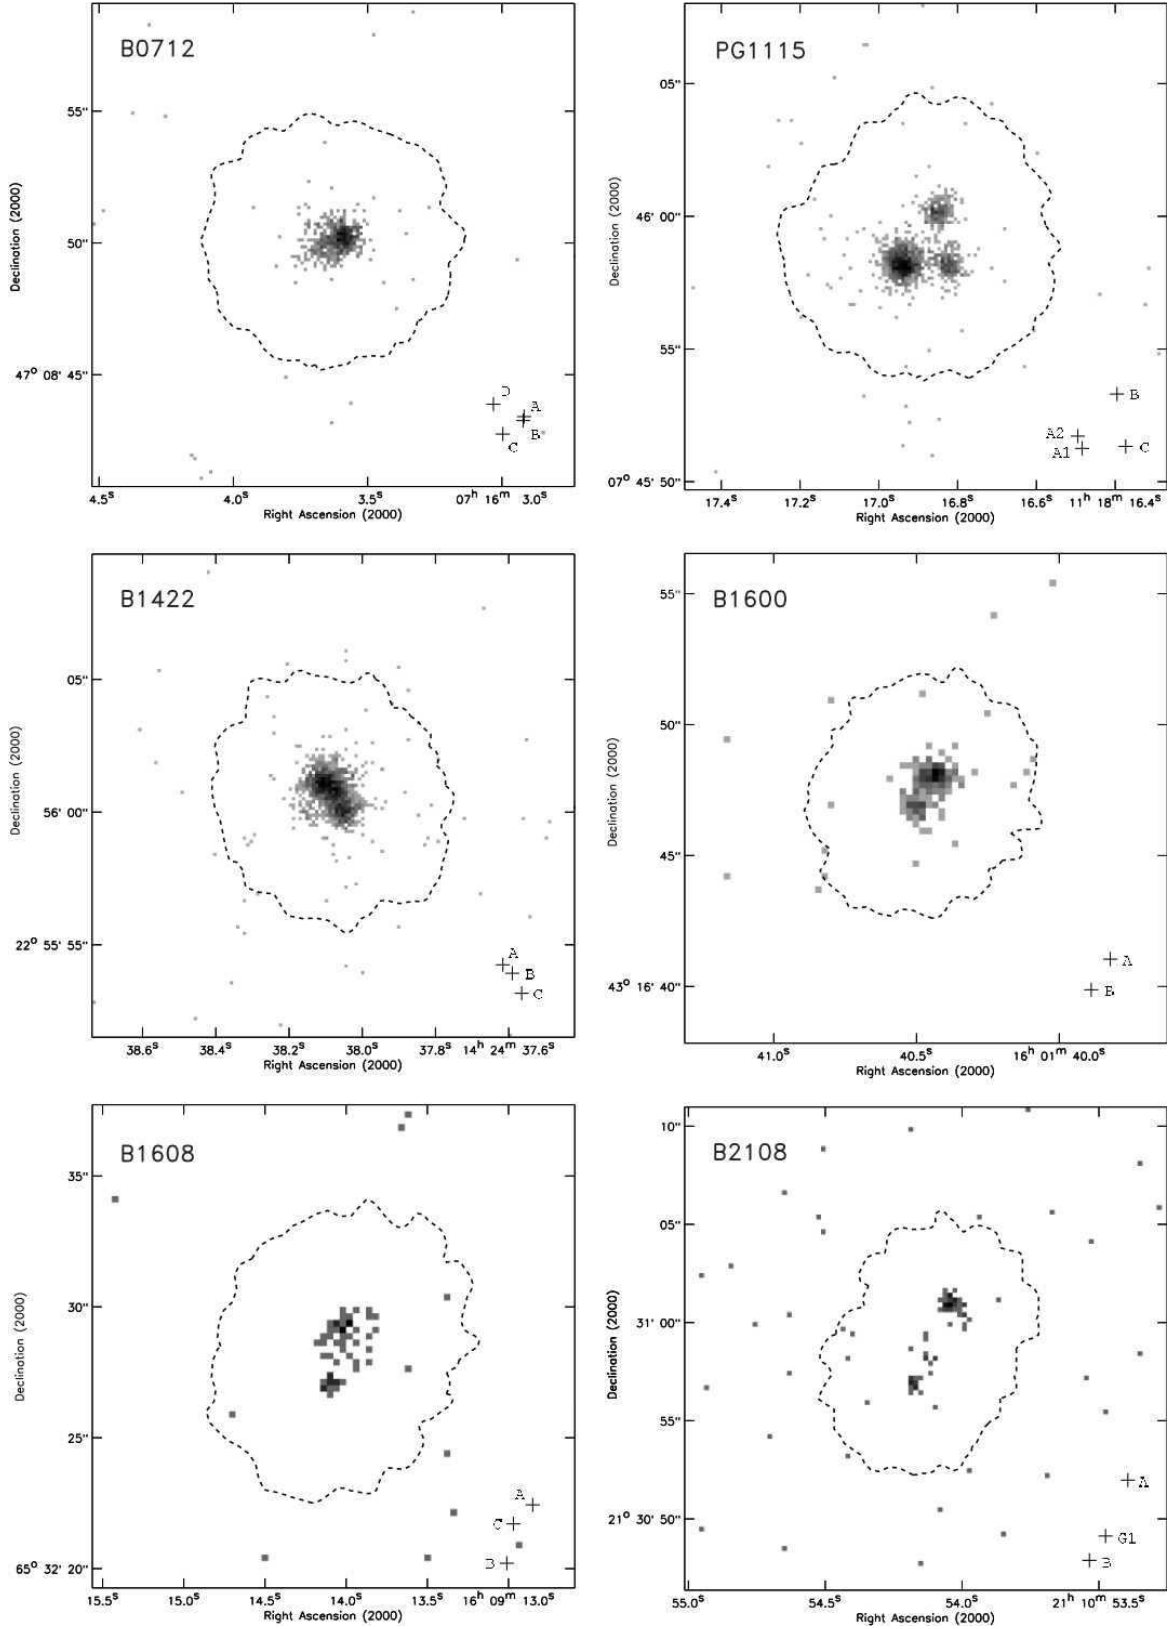 B0712
55"
50"
47° 08' 45"
Declination (2000)
D
A
B
C
4.5s 4.0s 3.5s 07h 16m 3.0s
Right Ascension (2000)
PG1115
05"
46' 00"
55"
07° 45' 50"
Declination (2000)
B
A2
A1
C
17.4s 17.2s 17.0s 16.8s 16.6s 11h 18m 16.4s
Right Ascension (2000)
B1422
05"
56' 00"
22° 55' 55"
Declination (2000)
A
B
C
38.6s 38.4s 38.2s 38.0s 37.8s 14h 24m 37.6s
Right Ascension (2000)
B1600
55"
50"
45"
43° 16' 40"
Declination (2000)
A
B
41.0s 40.5s 16h 01m 40.0s
Right Ascension (2000)
B1608
35"
30"
25"
65° 32' 20"
Declination (2000)
A
C
B
15.5s 15.0s 14.5s 14.0s 13.5s 16h 09m 13.0s
Right Ascension (2000)
B2108
10"
05"
31' 00"
55"
21° 30' 50"
Declination (2000)
A
G1
B
55.0s 54.5s 54.0s 21h 10m 53.5s
Right Ascension (2000)